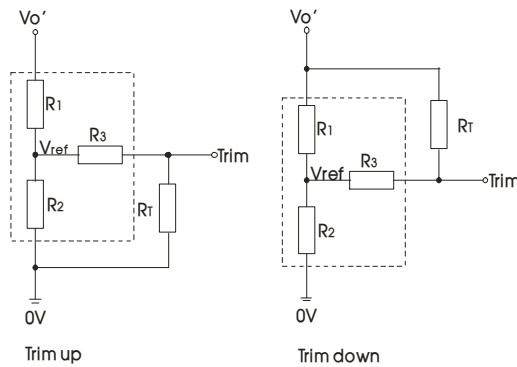 Vo'
R1
Vref
R3
Trim
R2
RT
0V
Trim up
Vo'
R1
RT
Vref
R3
Trim
R2
0V
Trim down